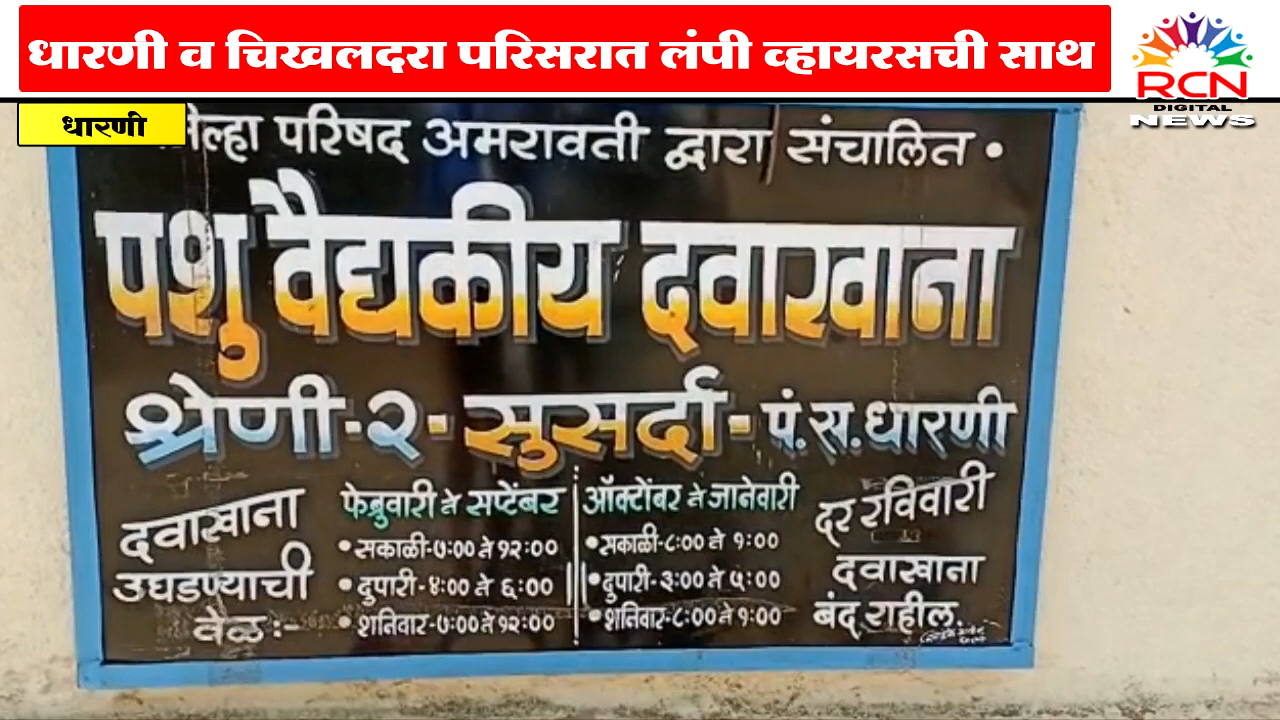 धारणी व चिखलदरा परिसरात लंपी व्हायरसची साथ
RCN
DIGITAL
NEWS
धारणी
परिषद अमरावती द्वारा संचालित •
पशु वैद्यकीय दवाखाना
श्रेणी-२-सुसर्दा-पं.स.धारणी
दवाखाना
उघडण्याची
वेळ :-
फेब्रुवारी ते सप्टेंबर
• सकाळी-७:०० ते १२:००
• दुपारी-४:०० ते ६:००
• शनिवार-७:०० ते १२:००
ऑक्टोंबर ते जानेवारी
• सकाळी-८:०० ते १:००
• दुपारी-३:०० ते ५:००
• शनिवार-८:०० ते १:००
दर रविवारी
दवाखाना
बंद राहील.